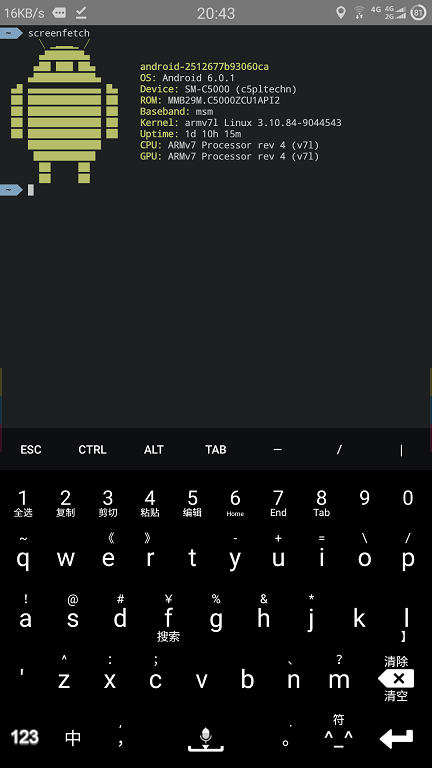 16KB/s 20:43 4G 4G 2G 81
~ screenfetch
android-2512677b93060ca
OS: Android 6.0.1
Device: SM-C5000 (c5pltechn)
ROM: MMB29M.C5000ZCU1API2
Baseband: msm
Kernel: armv7l Linux 3.10.84-9044543
Uptime: 1d 10h 15m
CPU: ARMv7 Processor rev 4 (v7l)
GPU: ARMv7 Processor rev 4 (v7l)
~
ESC CTRL ALT TAB — / |
1 2 3 4 5 6 7 8 9 0
全选 复制 剪切 粘贴 编辑 Home End Tab
~ 《 》 - + = \ /
q w e r t y u i o p
! @ # ¥ % & *
a s d f g h j k l
搜索 】
^ : ; 、 ? 清除
' z x c v b n m
清空
, . 符
123 中 ; 。 ^_^